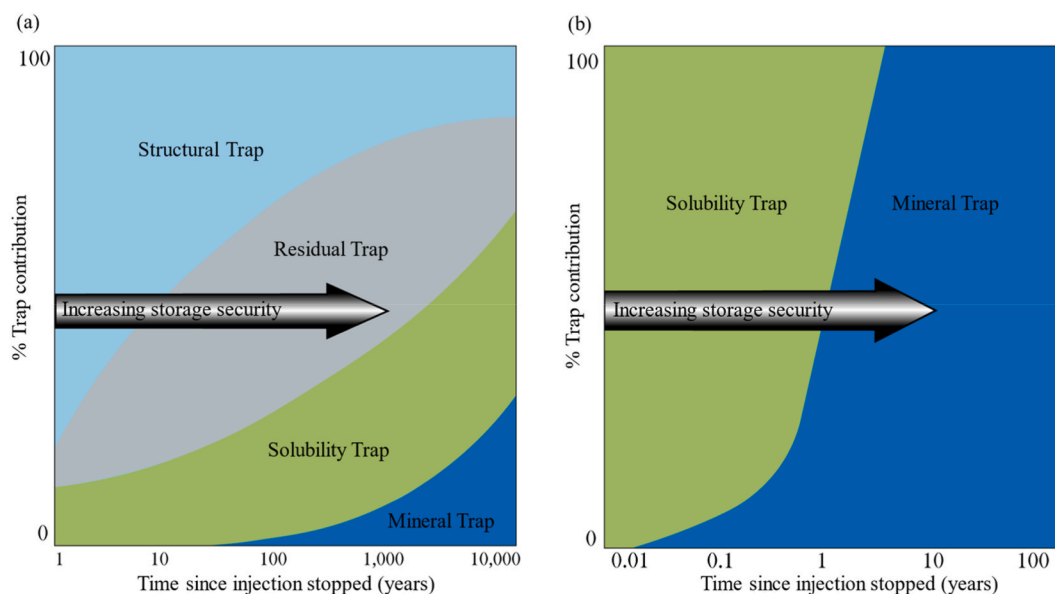 (a)
100
Structural Trap
Residual Trap
Increasing storage security
Solubility Trap
Mineral Trap
0
% Trap contribution
1 10 100 1,000 10,000
Time since injection stopped (years)
(b)
100
Solubility Trap
Mineral Trap
Increasing storage security
0
% Trap contribution
0.01 0.1 1 10 100
Time since injection stopped (years)